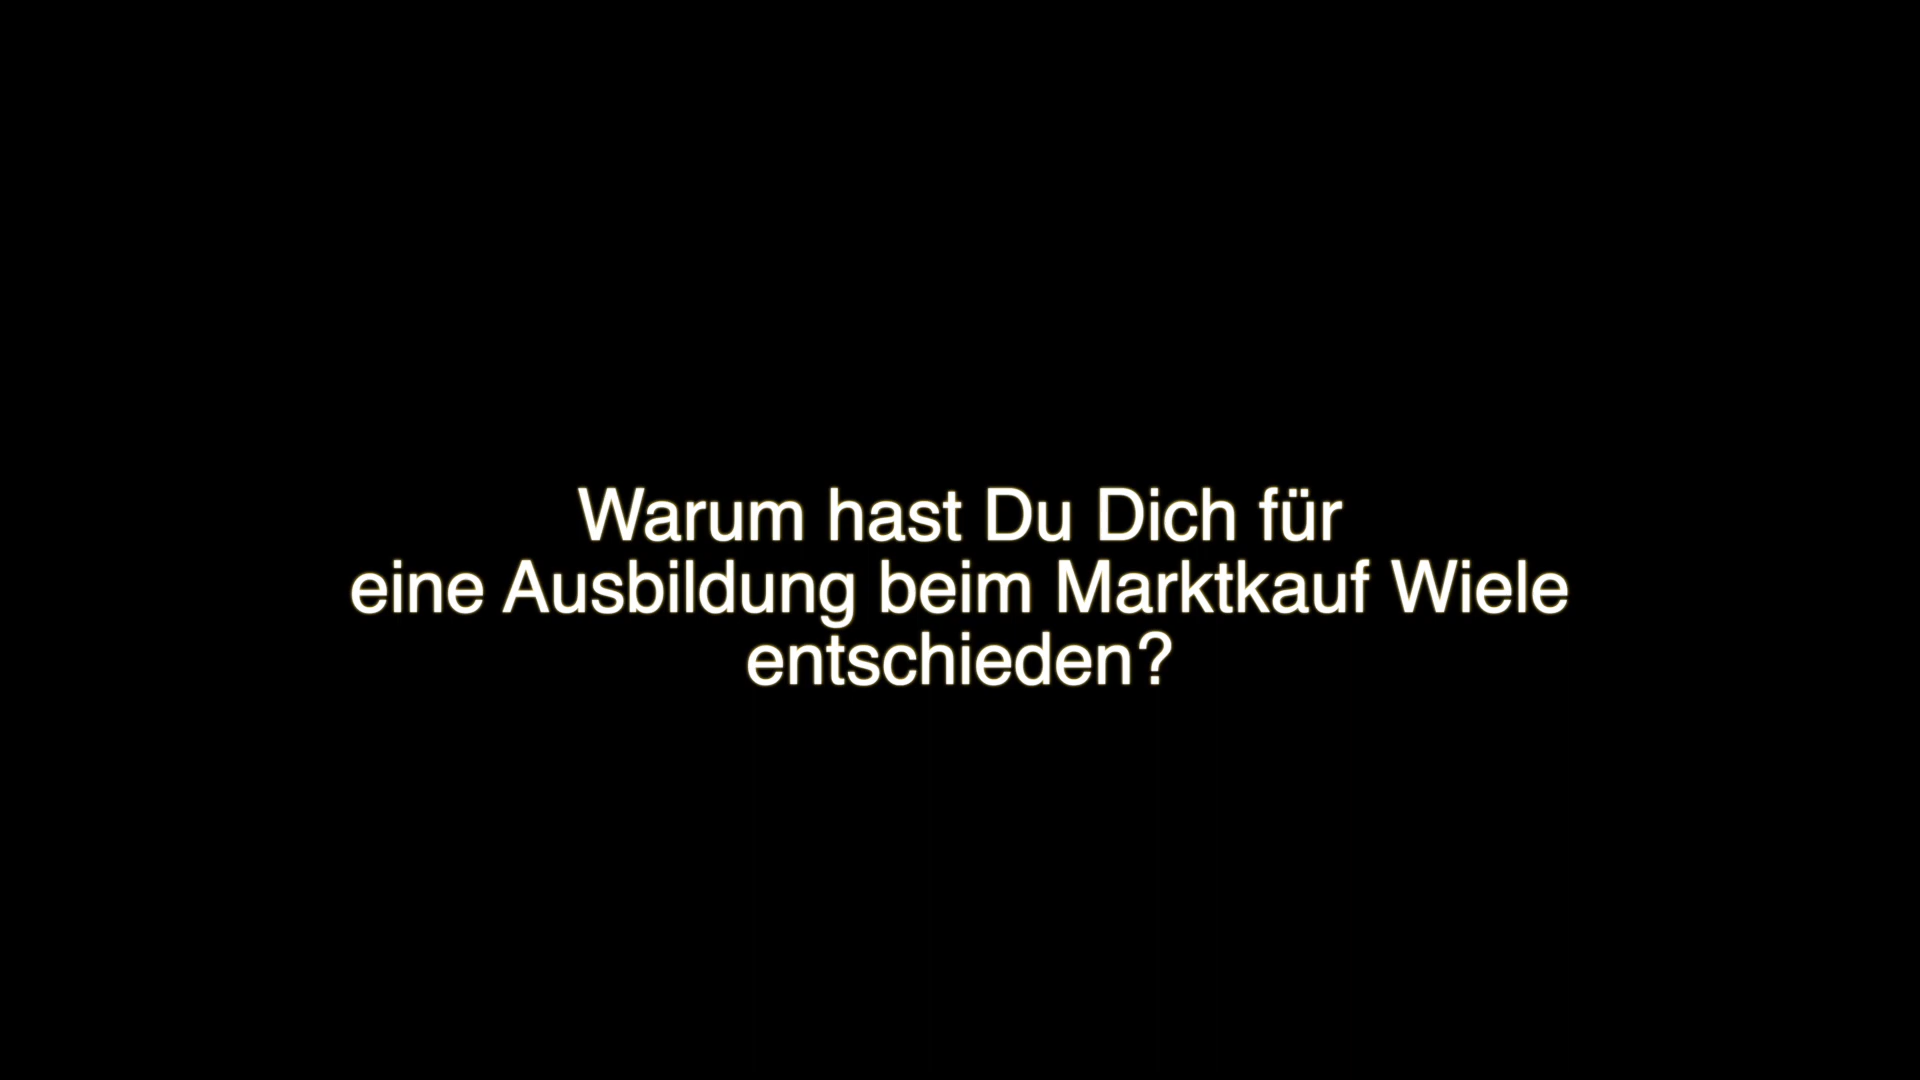 Warum hast Du Dich für
eine Ausbildung beim Marktkauf Wiele
entschieden?